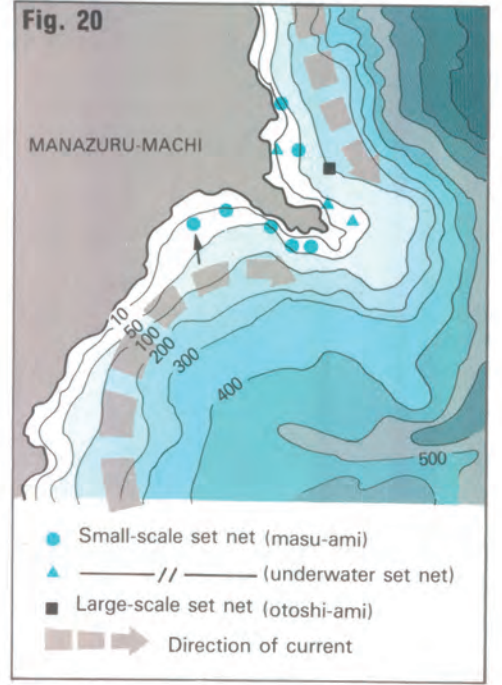 Fig. 20
MANAZURU-MACHI
10
50
100
200
300
400
500
Small-scale set net (masu-ami)
—— // —— (underwater set net)
Large-scale set net (otoshi-ami)
Direction of current